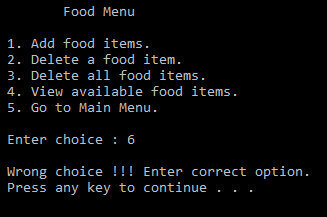 Food Menu
1. Add food items.
2. Delete a food item.
3. Delete all food items.
4. View available food items.
5. Go to Main Menu.
Enter choice : 6
Wrong choice !!! Enter correct option.
Press any key to continue . . .